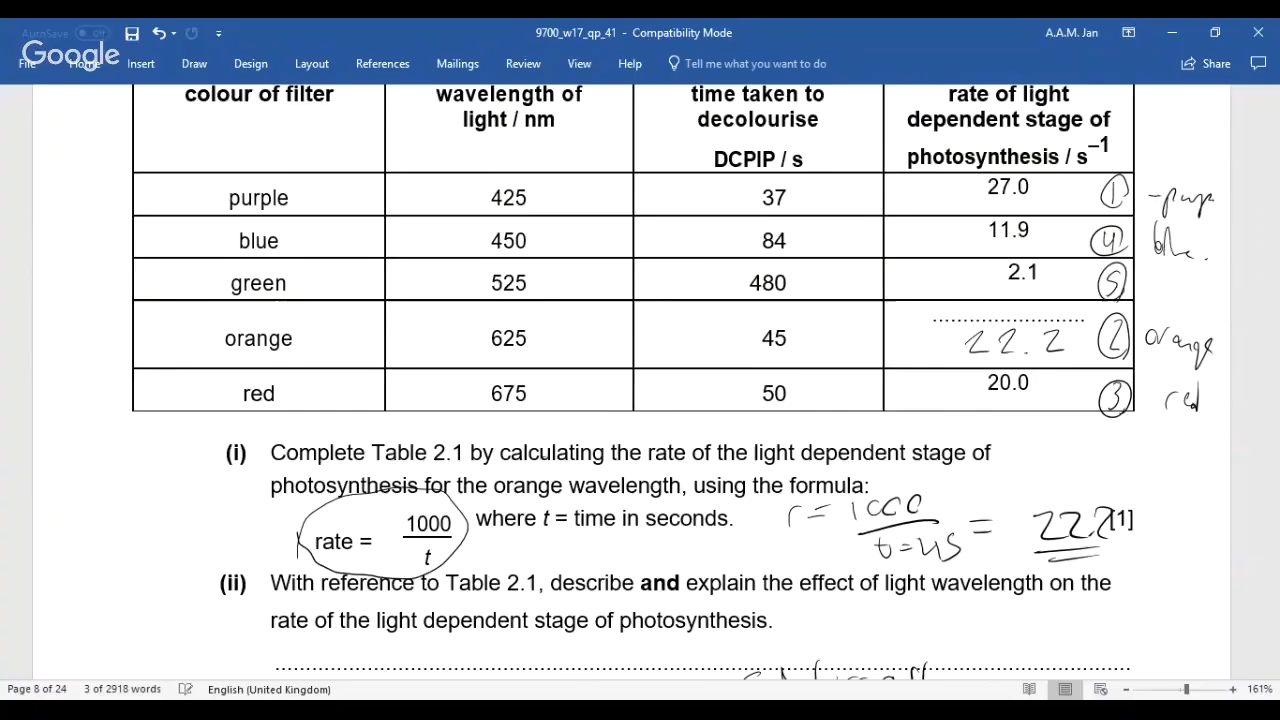 AutoSave Off 9700_w17_qp_41 - Compatibility Mode A.A.M. Jan
Google
File Home Insert Draw Design Layout References Mailings Review View Help Tell me what you want to do Share
colour of filter wavelength of light / nm time taken to decolourise DCPIP / s rate of light dependent stage of photosynthesis / s–1
purple 425 37 27.0 1 - purp
blue 450 84 11.9 4 blue.
green 525 480 2.1 5
orange 625 45 .............................. 22.2 2 orange
red 675 50 20.0 3 red
(i) Complete Table 2.1 by calculating the rate of the light dependent stage of
photosynthesis for the orange wavelength, using the formula:
rate = 1000 / t where t = time in seconds. r = 1000 / t=45 = 22.2 [1]
(ii) With reference to Table 2.1, describe and explain the effect of light wavelength on the
rate of the light dependent stage of photosynthesis.
Page 8 of 24 3 of 2918 words English (United Kingdom) 161%